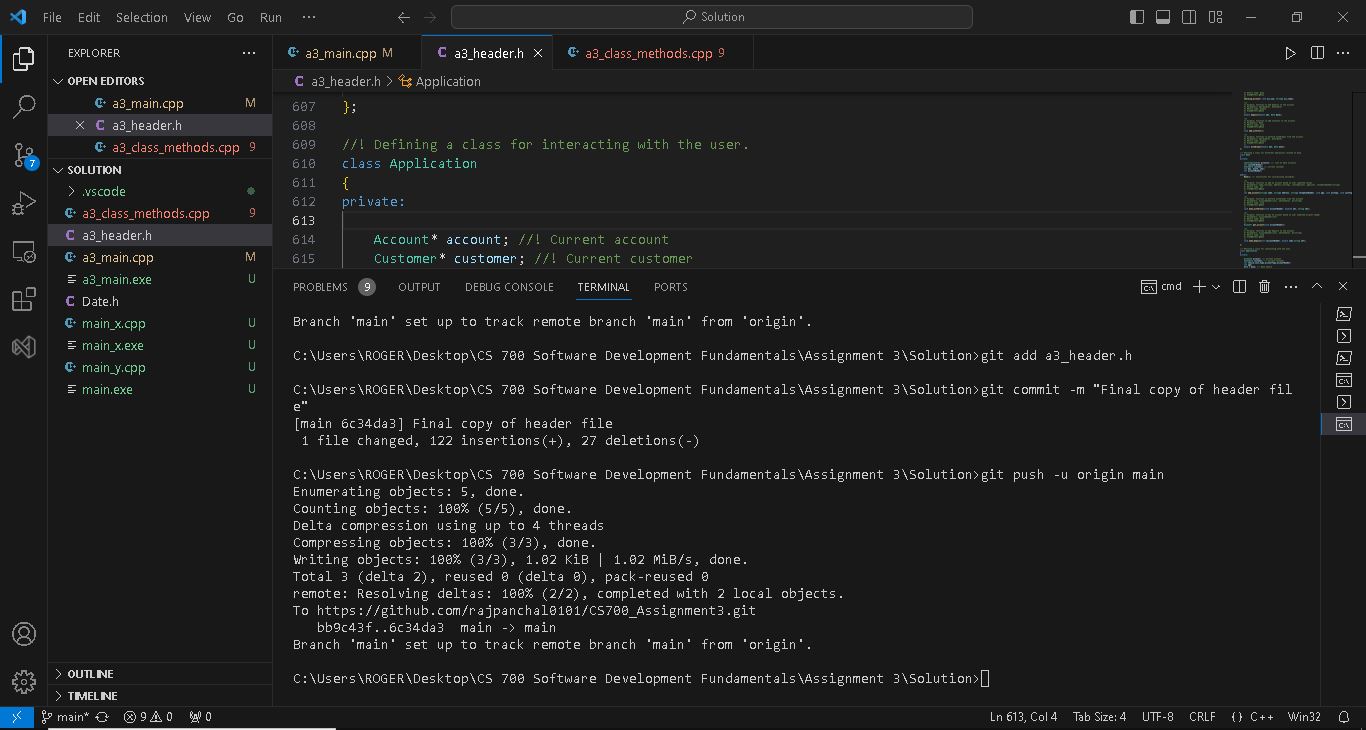 File Edit Selection View Go Run ··· Solution
EXPLORER ···
OPEN EDITORS
a3_main.cpp M
a3_header.h
a3_class_methods.cpp 9
SOLUTION
.vscode
a3_class_methods.cpp 9
a3_header.h
a3_main.cpp M
a3_main.exe U
Date.h
main_x.cpp U
main_x.exe U
main_y.cpp U
main.exe U
OUTLINE
TIMELINE
7
a3_main.cpp M a3_header.h a3_class_methods.cpp 9
a3_header.h > Application
607 };
608
609 //! Defining a class for interacting with the user.
610 class Application
611 {
612 private:
613
614 Account* account; //! Current account
615 Customer* customer; //! Current customer
PROBLEMS 9 OUTPUT DEBUG CONSOLE TERMINAL PORTS cmd
Branch 'main' set up to track remote branch 'main' from 'origin'.
C:\Users\ROGER\Desktop\CS 700 Software Development Fundamentals\Assignment 3\Solution>git add a3_header.h
C:\Users\ROGER\Desktop\CS 700 Software Development Fundamentals\Assignment 3\Solution>git commit -m "Final copy of header fil
e"
[main 6c34da3] Final copy of header file
1 file changed, 122 insertions(+), 27 deletions(-)
C:\Users\ROGER\Desktop\CS 700 Software Development Fundamentals\Assignment 3\Solution>git push -u origin main
Enumerating objects: 5, done.
Counting objects: 100% (5/5), done.
Delta compression using up to 4 threads
Compressing objects: 100% (3/3), done.
Writing objects: 100% (3/3), 1.02 KiB | 1.02 MiB/s, done.
Total 3 (delta 2), reused 0 (delta 0), pack-reused 0
remote: Resolving deltas: 100% (2/2), completed with 2 local objects.
To https://github.com/rajpanchal0101/CS700_Assignment3.git
bb9c43f..6c34da3 main -> main
Branch 'main' set up to track remote branch 'main' from 'origin'.
C:\Users\ROGER\Desktop\CS 700 Software Development Fundamentals\Assignment 3\Solution>
main* 9 0 0 Ln 613, Col 4 Tab Size: 4 UTF-8 CRLF {} C++ Win32